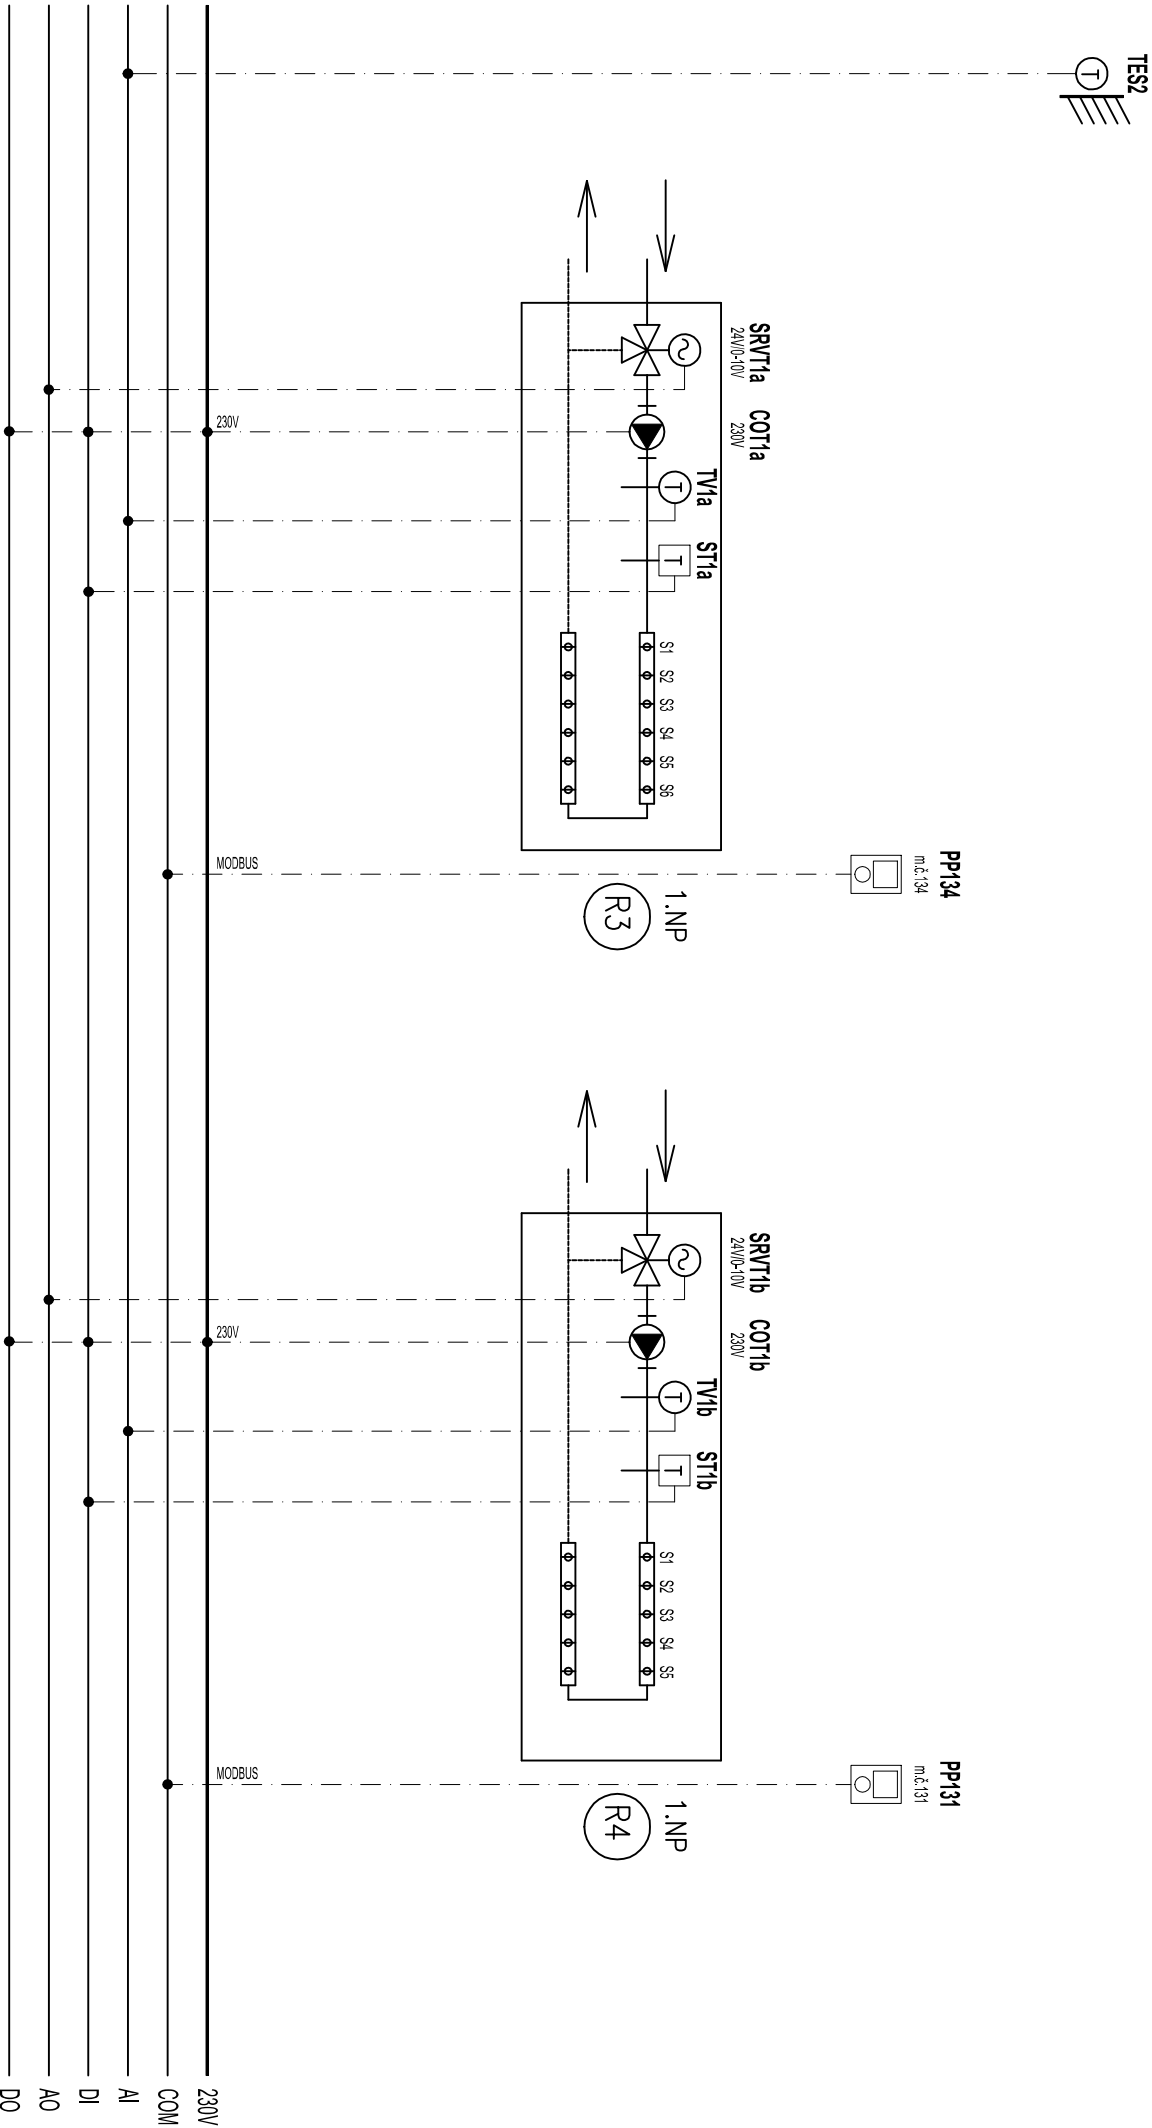 TES2
T
SRVT1a
24V/0-10V
COT1a
230V
TV1a
T
ST1a
T
S1
S2
S3
S4
S5
S6
PP134
m.č.134
1.NP
R3
230V
MODBUS
SRVT1b
24V/0-10V
COT1b
230V
TV1b
T
ST1b
T
S1
S2
S3
S4
S5
PP131
m.č.131
1.NP
R4
230V
MODBUS
230V
COM
AI
DI
AO
DO